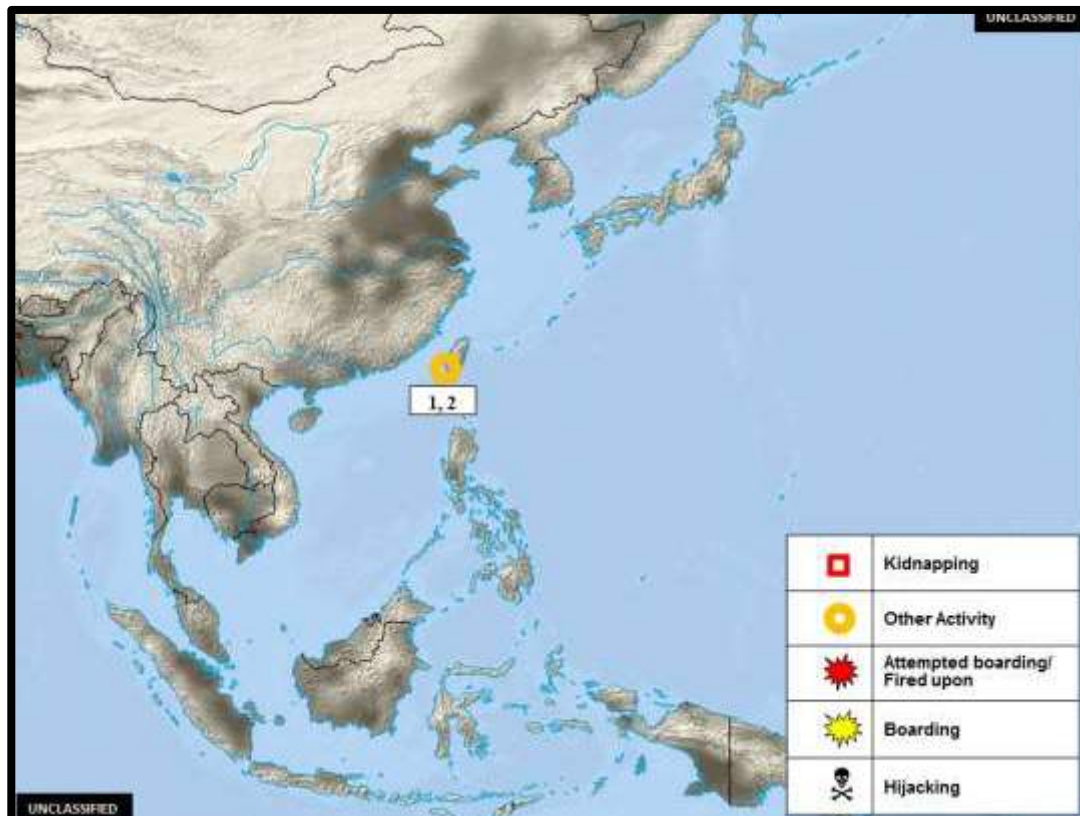 UNCLASSIFIED
1, 2
Kidnapping
Other Activity
Attempted boarding/
Fired upon
Boarding
Hijacking
UNCLASSIFIED